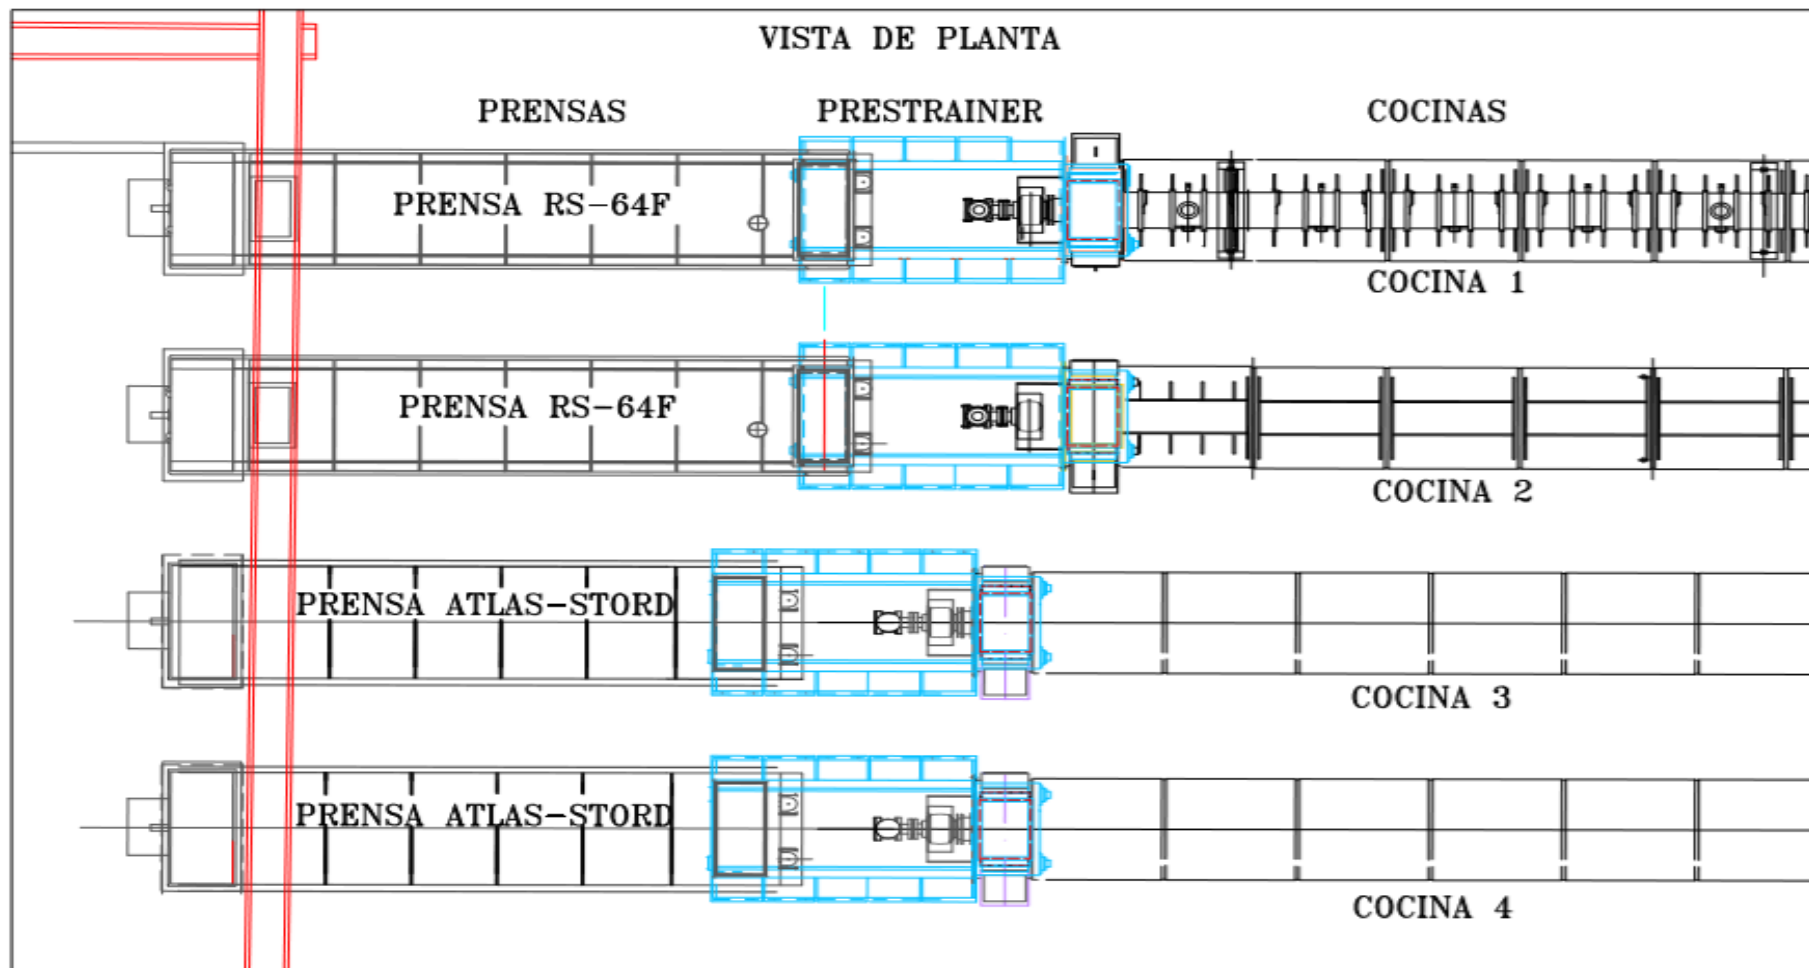 VISTA DE PLANTA
PRENSAS PRESTRAINER COCINAS
PRENSA RS-64F
COCINA 1
PRENSA RS-64F
COCINA 2
PRENSA ATLAS-STORD
COCINA 3
PRENSA ATLAS-STORD
COCINA 4